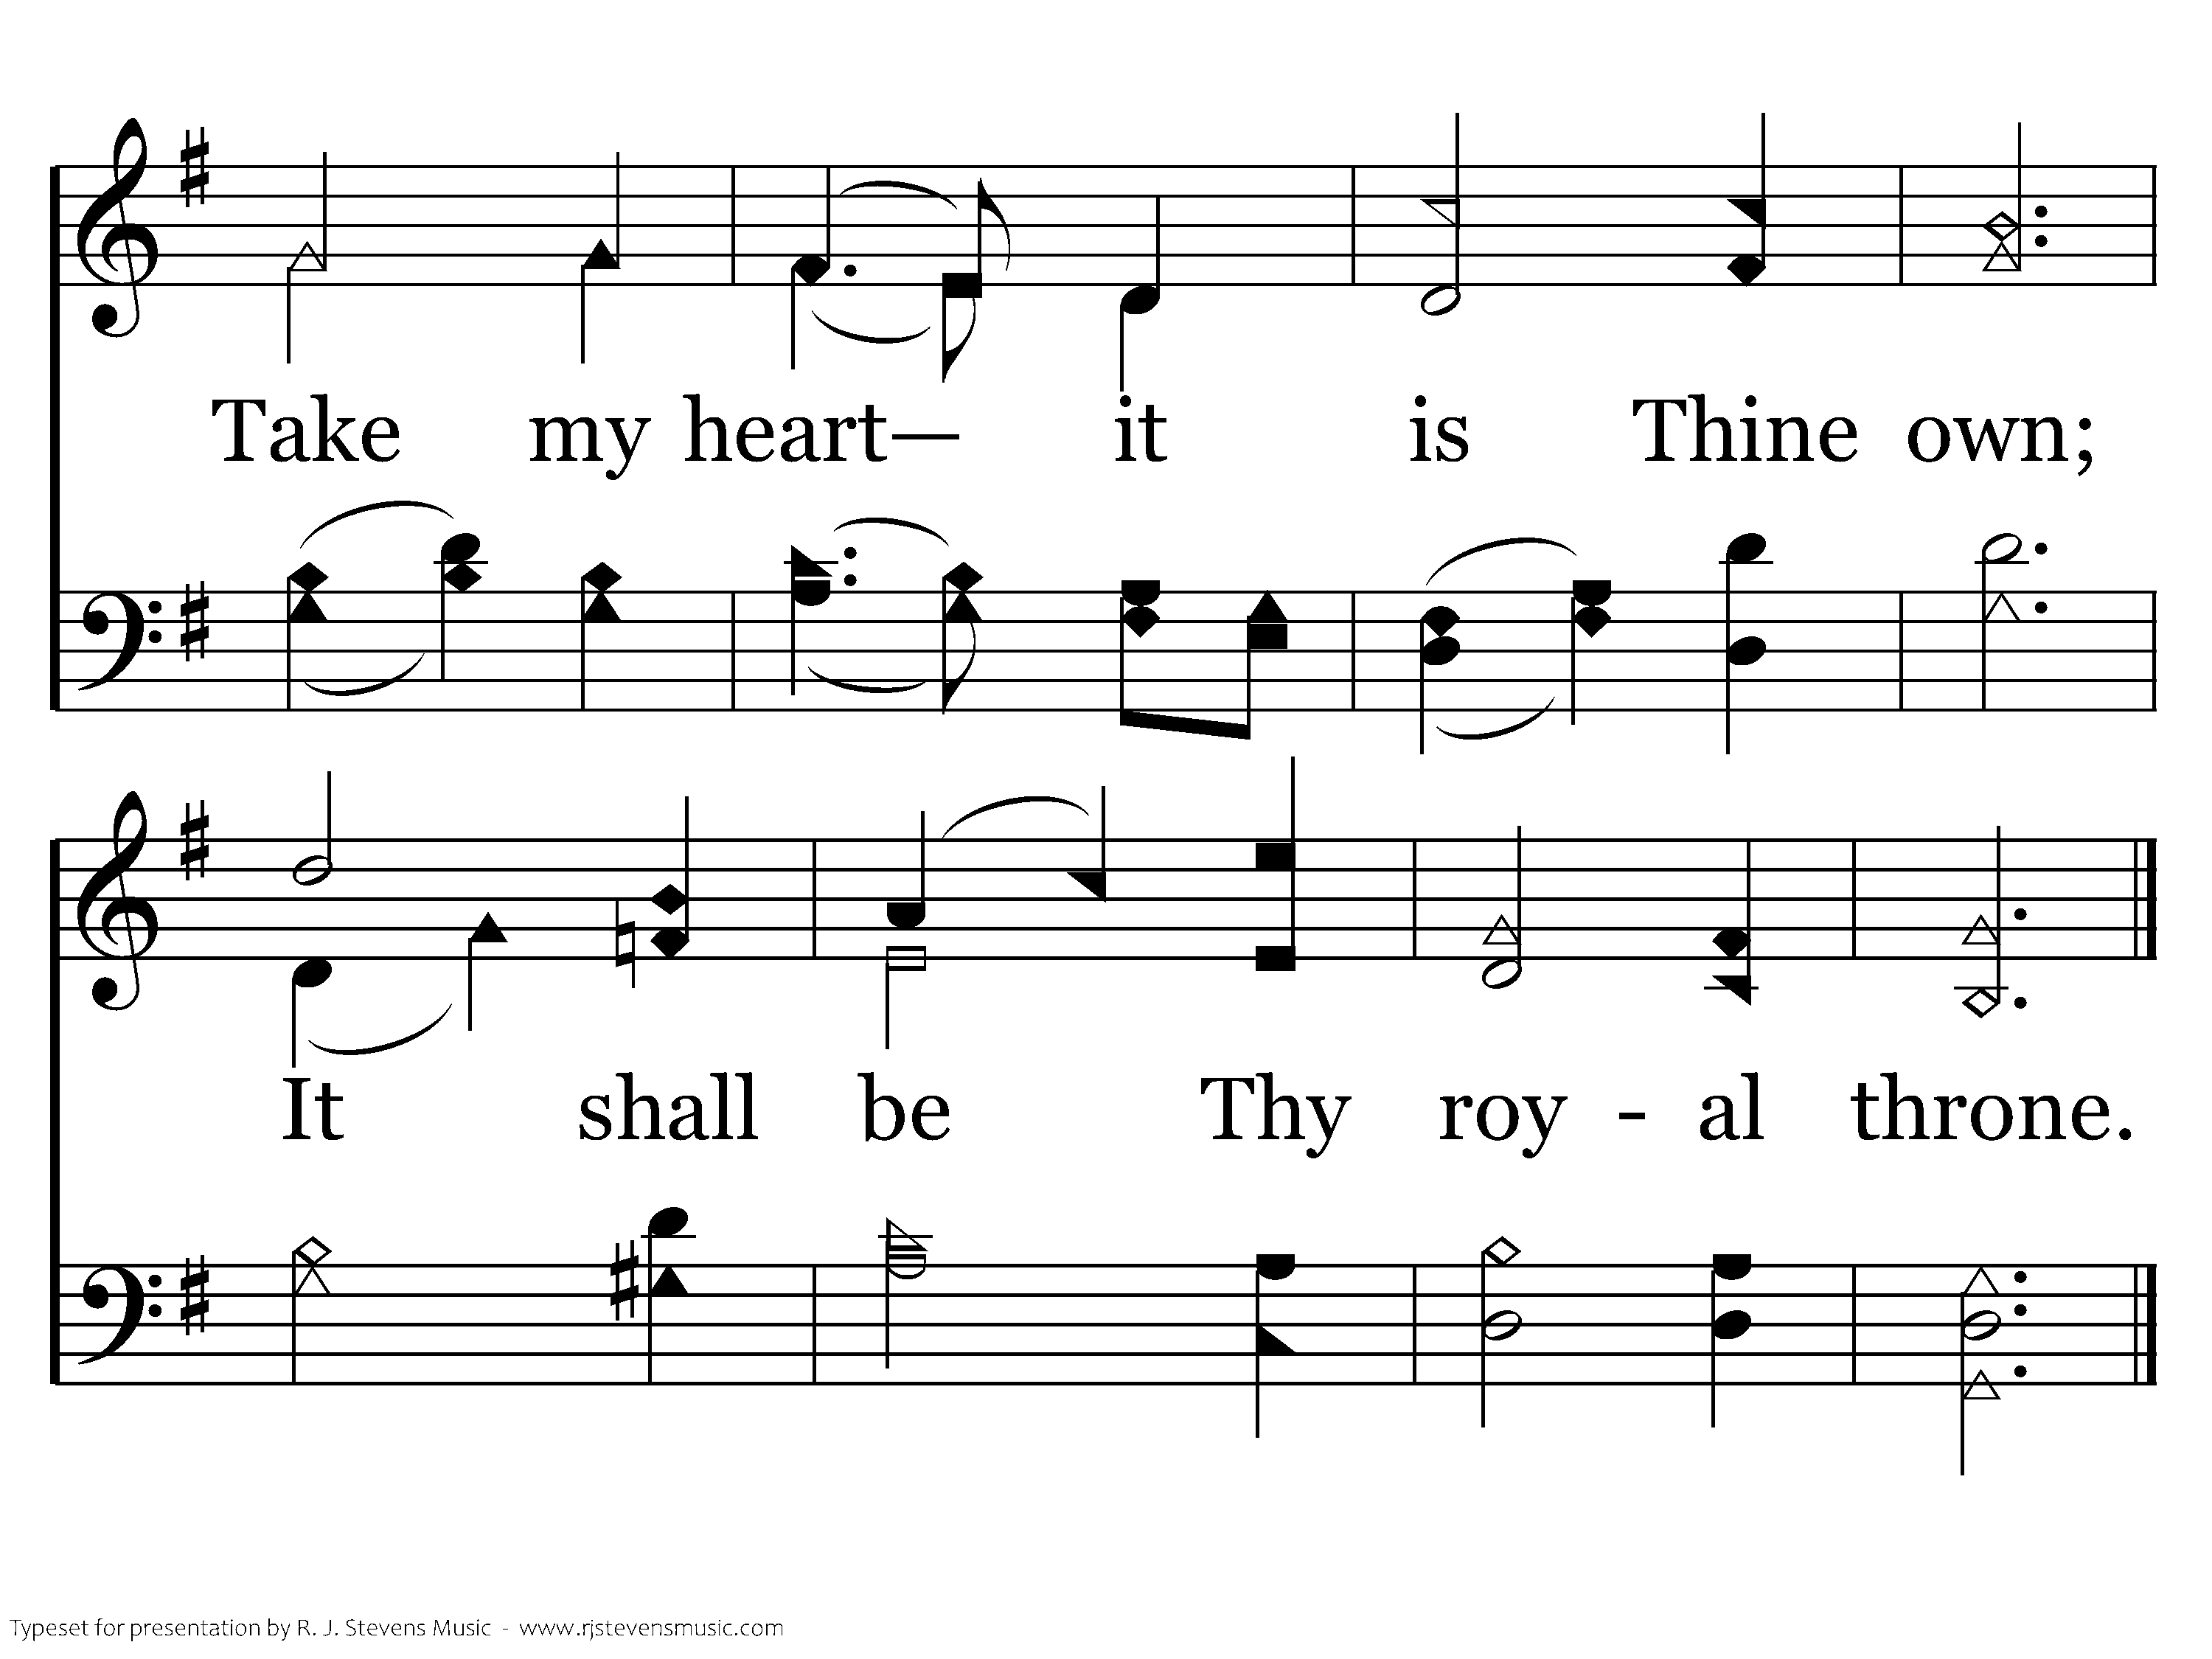 Take my heart— it is Thine own;
It shall be Thy roy - al throne.
Typeset for presentation by R. J. Stevens Music - www.rjstevensmusic.com